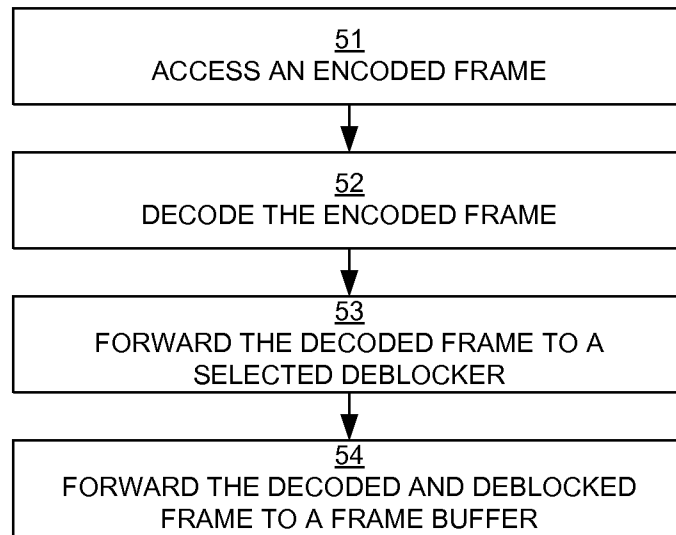 51
ACCESS AN ENCODED FRAME
52
DECODE THE ENCODED FRAME
53
FORWARD THE DECODED FRAME TO A
SELECTED DEBLOCKER
54
FORWARD THE DECODED AND DEBLOCKED
FRAME TO A FRAME BUFFER